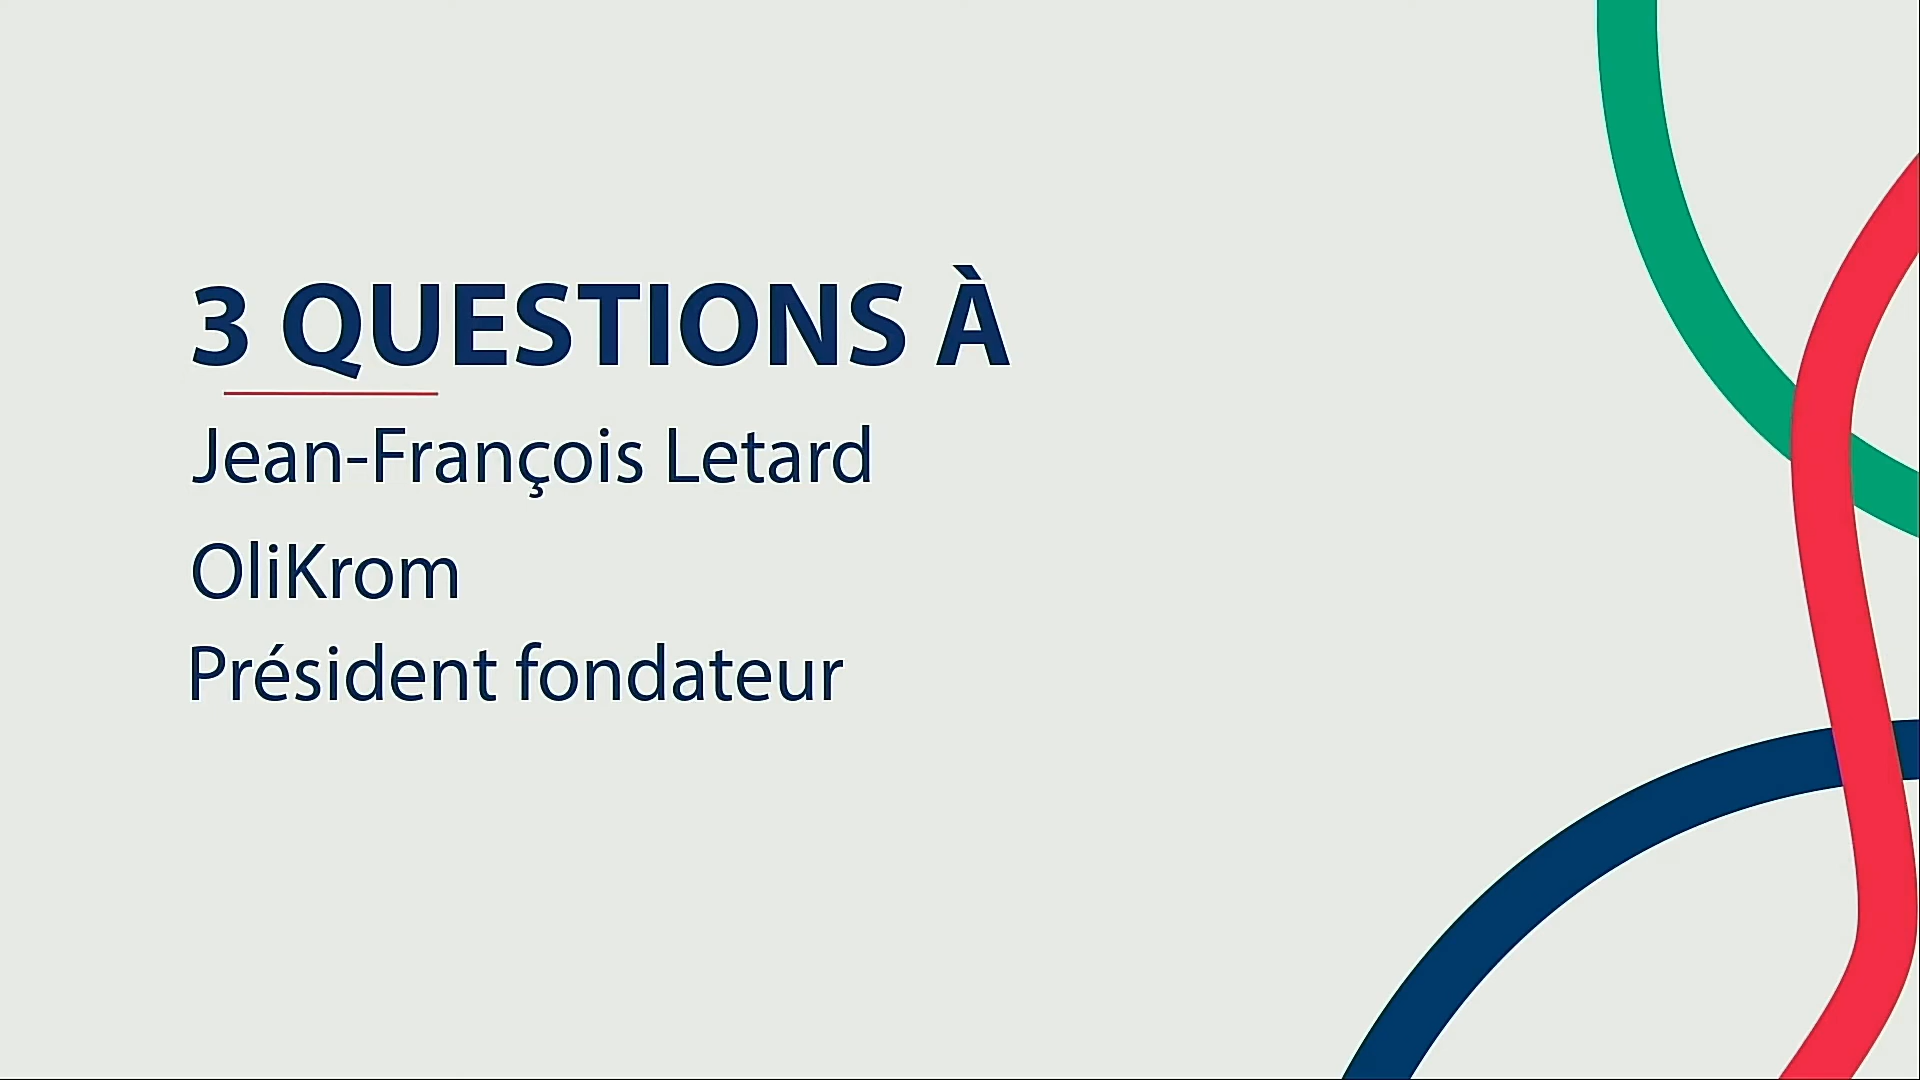 3 QUESTIONS À
Jean-François Letard
OliKrom
Président fondateur